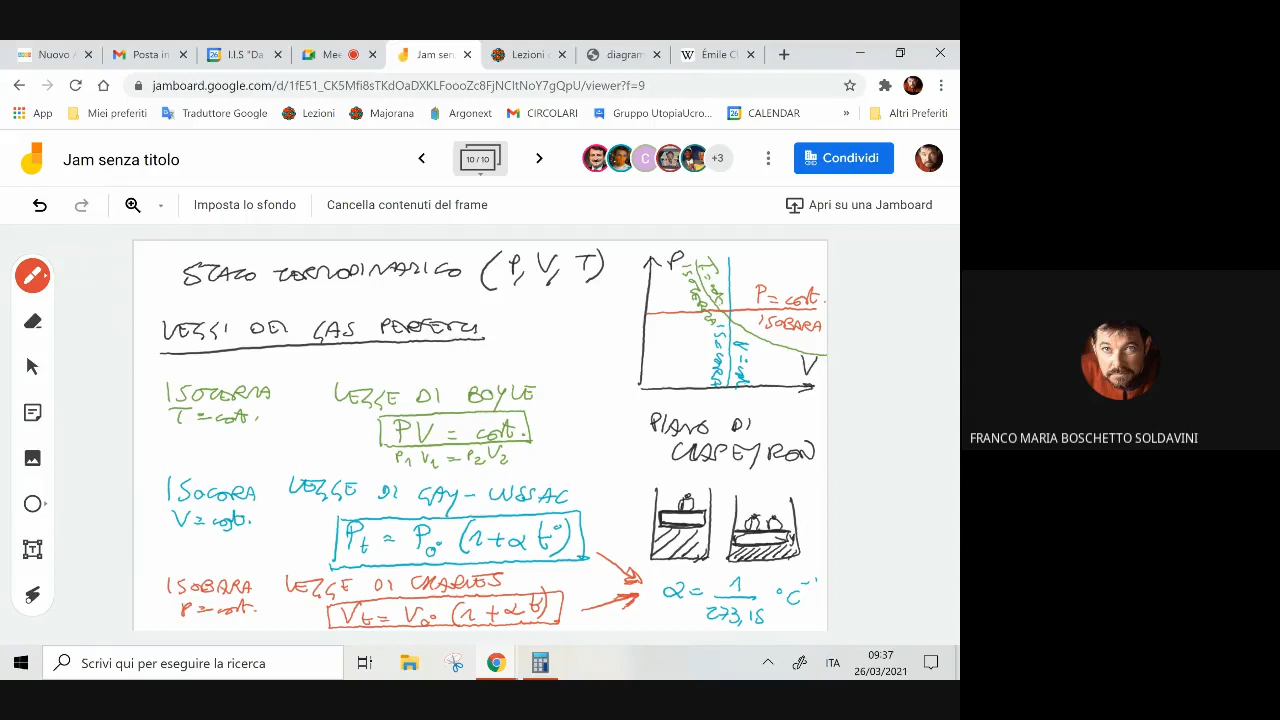 Nuovo /
Posta in
I.I.S "Da
Mee
Jam sen
Lezioni d
diagram
Émile Cl
jamboard.google.com/d/1fE51_CK5Mfi8sTKdOaDXKLFoooZc8FjNCItNoY7gQpU/viewer?f=9
App
Miei preferiti
Traduttore Google
Lezioni
Majorana
Argonext
CIRCOLARI
Gruppo UtopiaUcro...
CALENDAR
»
Altri Preferiti
Jam senza titolo
10 / 10
C
+3
Condividi
Imposta lo sfondo
Cancella contenuti del frame
Apri su una Jamboard
STATO TERMODINAMICO (P, V, T)
LEGGI DEI GAS PERFETTI
ISOTERMA LEGGE DI BOYLE
T = cost.
PV = cost.
P1 V1 = P2 V2
ISOCORA LEGGE DI GAY-LUSSAC
V = cost.
Pt = P0° (1 + α t°)
ISOBARA LEGGE DI CHARLES
P = cost.
Vt = V0° (1 + α t°)
P
T = cost.
ISOTERMA
P = cost.
ISOBARA
ISOCORA
V = cost.
V
PIANO DI
CLAPEYRON
α = 1/273,15 °C⁻¹
FRANCO MARIA BOSCHETTO SOLDAVINI
Scrivi qui per eseguire la ricerca
ITA
09:37
26/03/2021